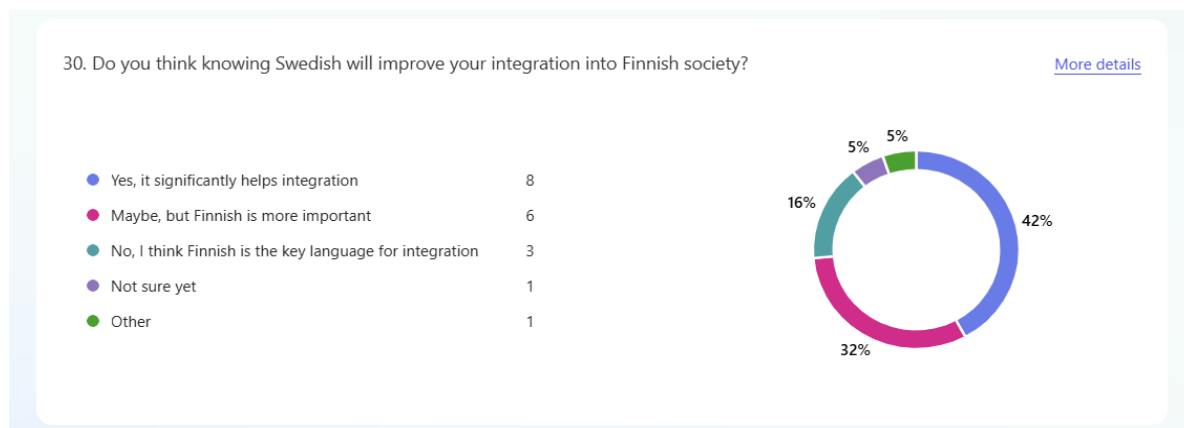 30. Do you think knowing Swedish will improve your integration into Finnish society?
More details
Yes, it significantly helps integration 8
Maybe, but Finnish is more important 6
No, I think Finnish is the key language for integration 3
Not sure yet 1
Other 1
5%
5%
16%
42%
32%